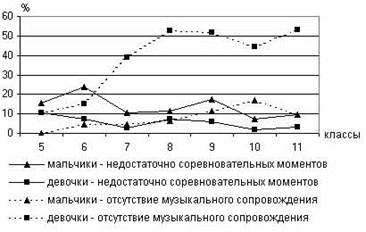 %
60
50
40
30
20
10
0
5 6 7 8 9 10 11
классы
мальчики - недостаточно соревновательных моментов
девочки - недостаточно соревновательных моментов
мальчики - отсутствие музыкального сопровождения
девочки - отсутствие музыкального сопровождения